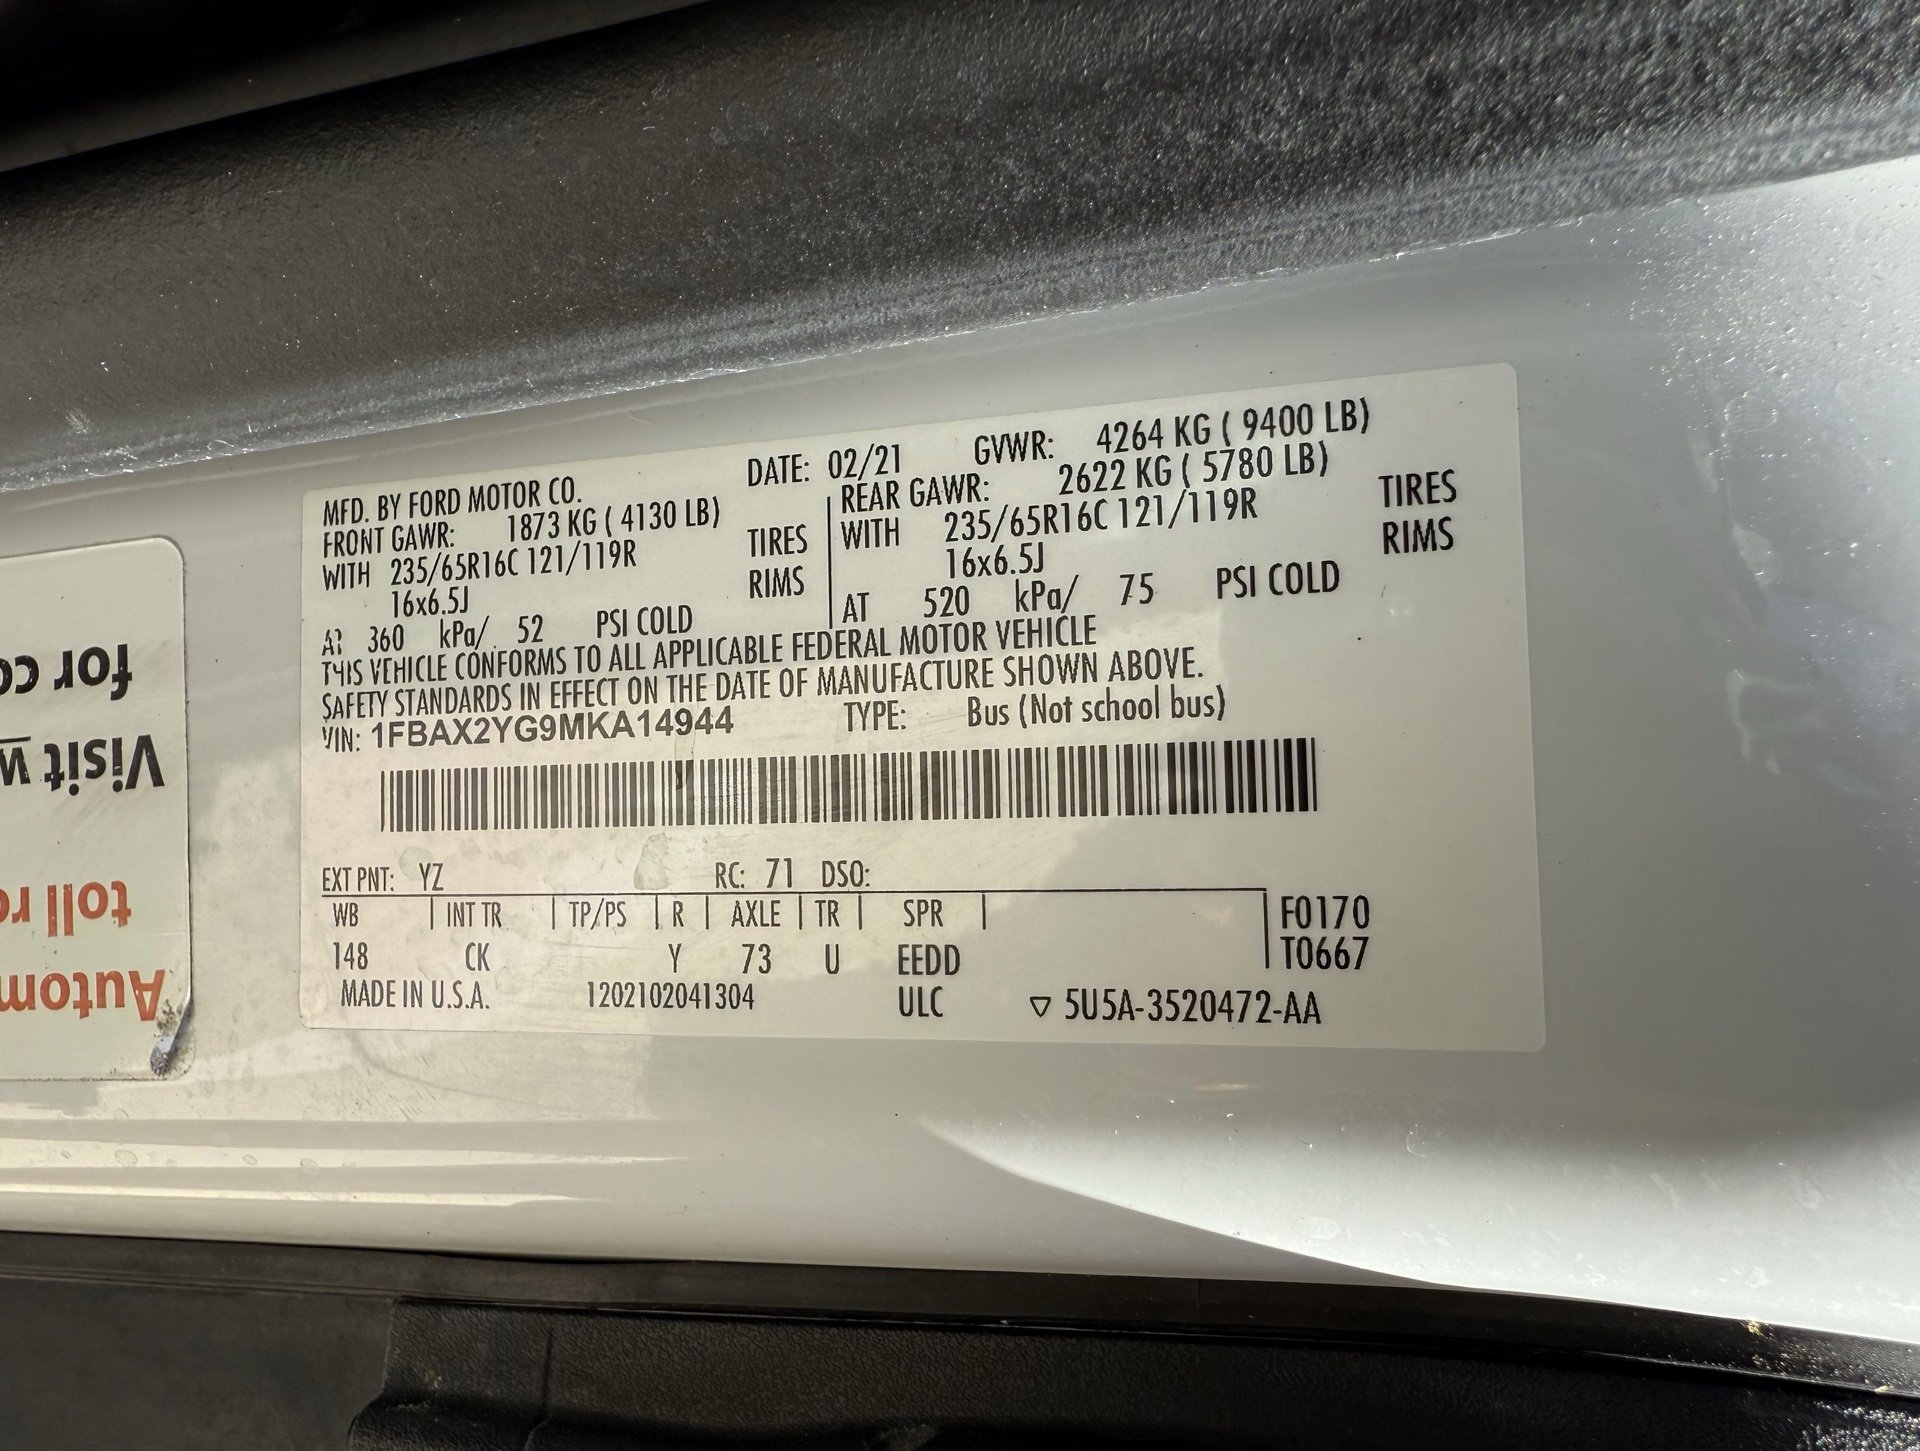 MFD. BY FORD MOTOR CO. DATE: 02/21 GVWR: 4264 KG ( 9400 LB)
FRONT GAWR: 1873 KG ( 4130 LB)
WITH 235/65R16C 121/119R TIRES
16x6.5J RIMS
AT 360 kPa/ 52 PSI COLD
REAR GAWR: 2622 KG ( 5780 LB)
WITH 235/65R16C 121/119R TIRES
16x6.5J RIMS
AT 520 kPa/ 75 PSI COLD
THIS VEHICLE CONFORMS TO ALL APPLICABLE FEDERAL MOTOR VEHICLE
SAFETY STANDARDS IN EFFECT ON THE DATE OF MANUFACTURE SHOWN ABOVE.
VIN: 1FBAX2YG9MKA14944 TYPE: Bus (Not school bus)
EXT PNT: YZ RC: 71 DSO:
WB | INT TR | TP/PS | R | AXLE | TR | SPR | F0170
148 CK Y 73 U EEDD T0667
MADE IN U.S.A. 1202102041304 ULC ▽ 5U5A-3520472-AA
Autom
toll r
Visit w
for co